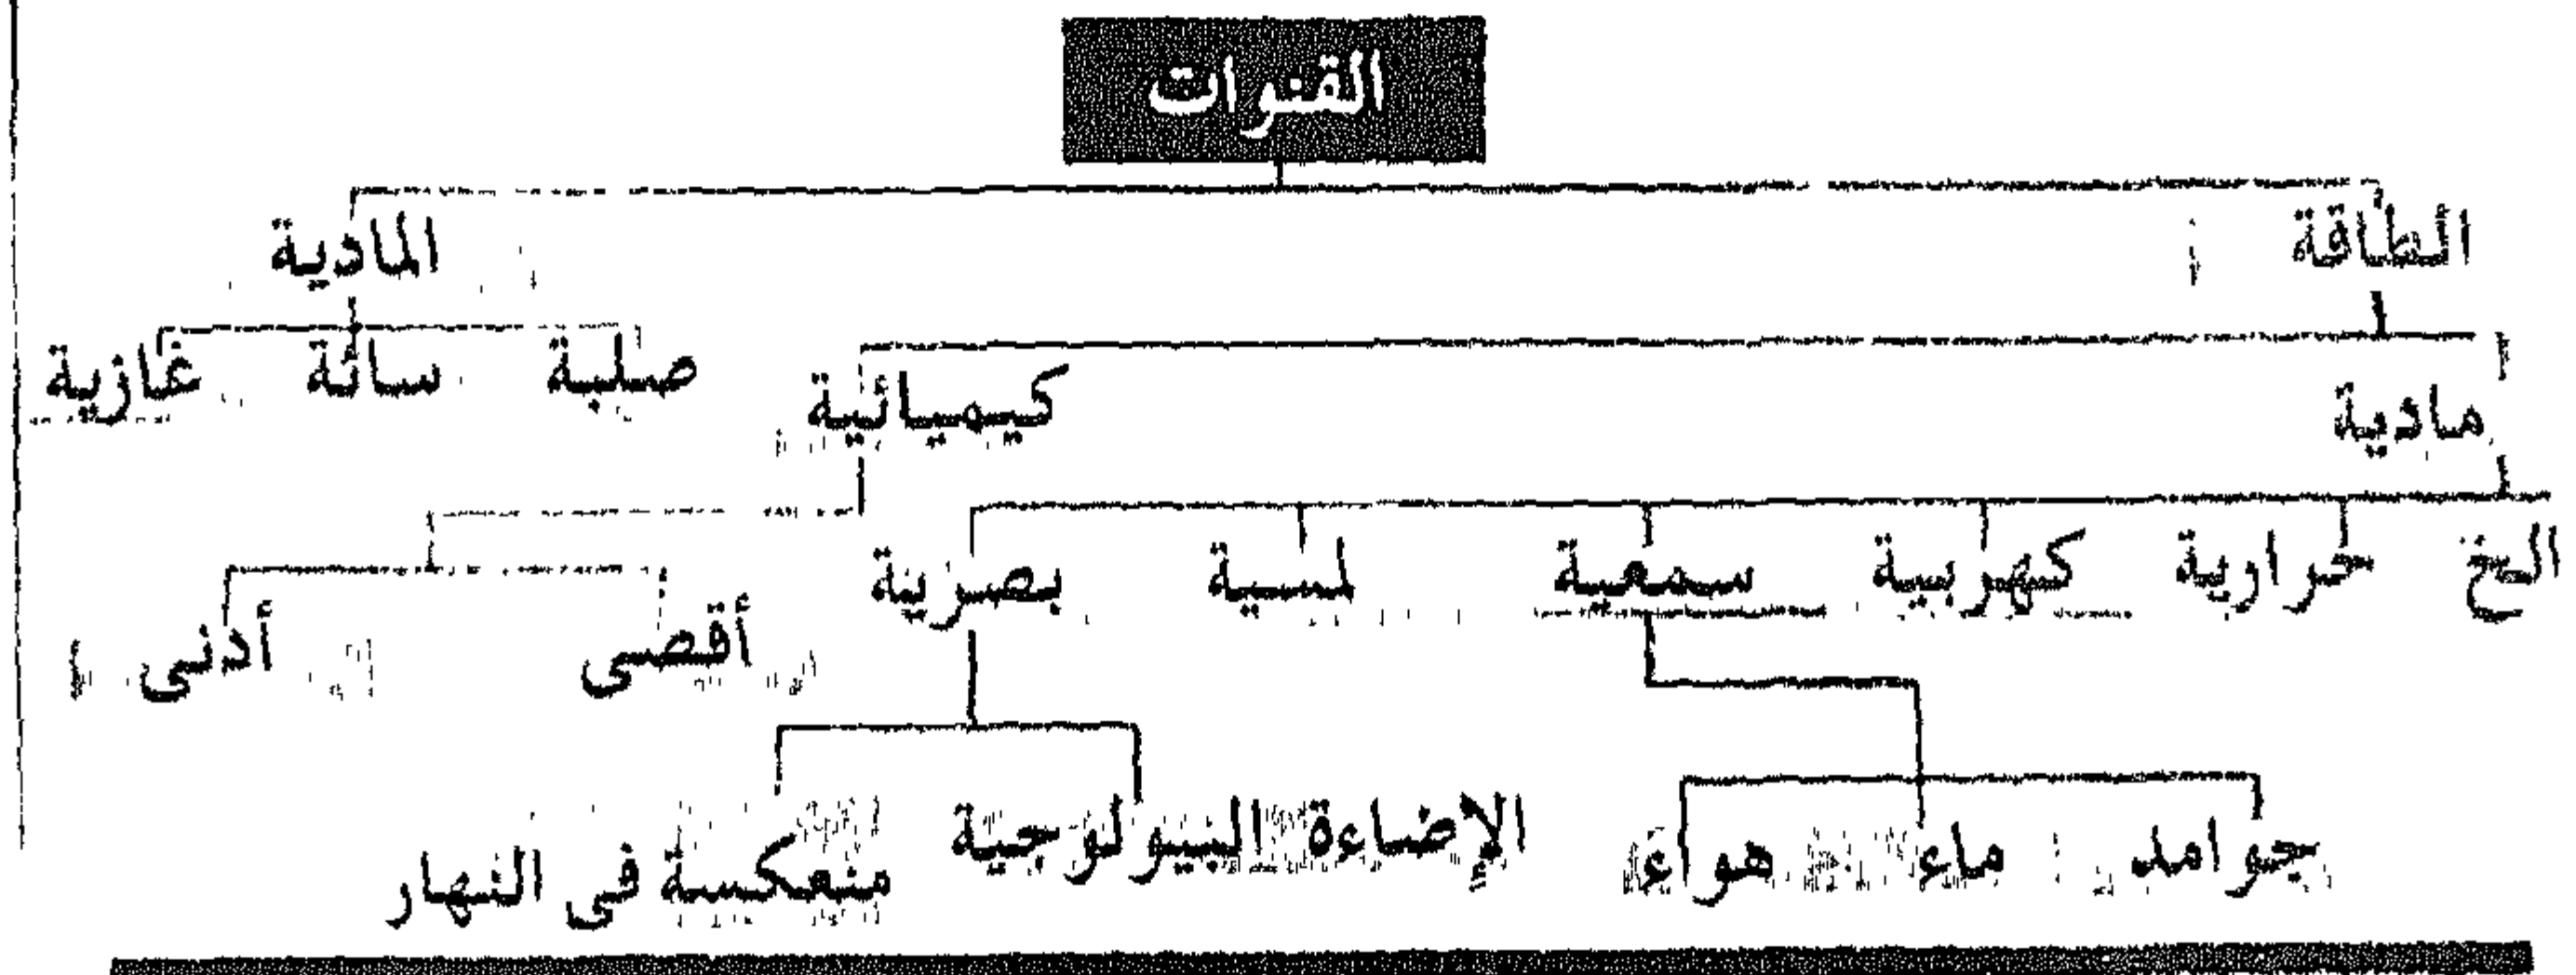 القنوات
الطاقة المادية
صلبة سائة غازية
مادية كيميائية
الخ حرارية كهربية سمعية لمسية بصرية
أقصى أدنى
جوامد ماء هواء الإضاءة البيولوجية منعكسة فى النهار